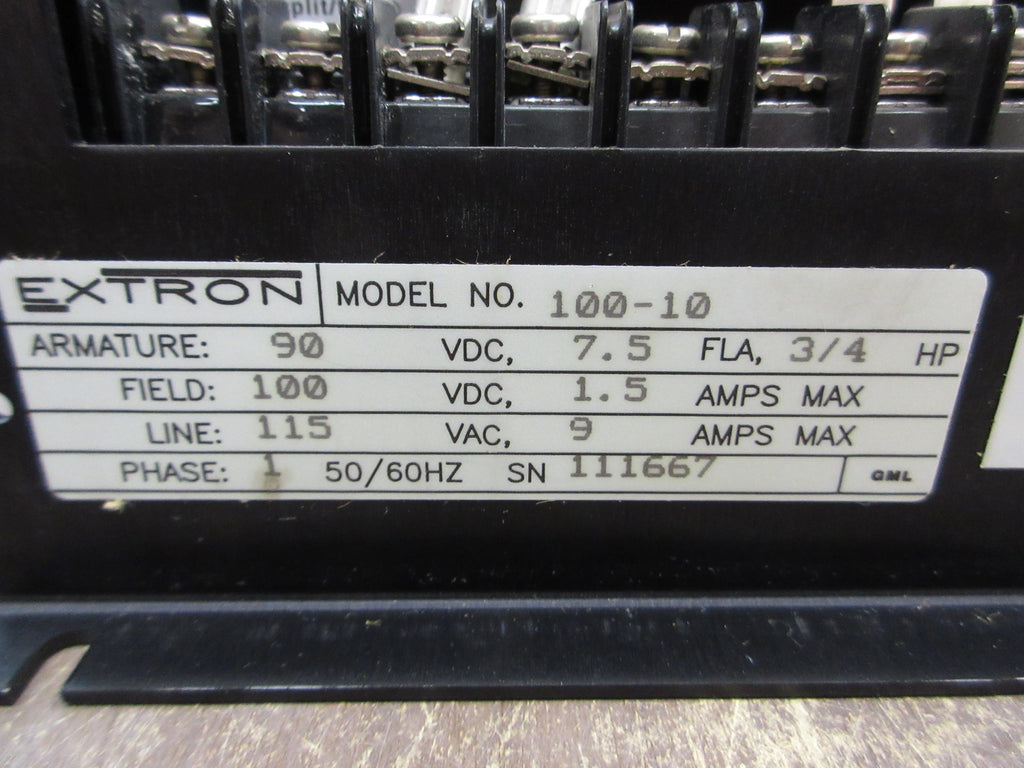 plit/
EXTRON MODEL NO. 100-10
ARMATURE: 90 VDC, 7.5 FLA, 3/4 HP
FIELD: 100 VDC, 1.5 AMPS MAX
LINE: 115 VAC, 9 AMPS MAX
PHASE: 1 50/60HZ SN 111667 GML